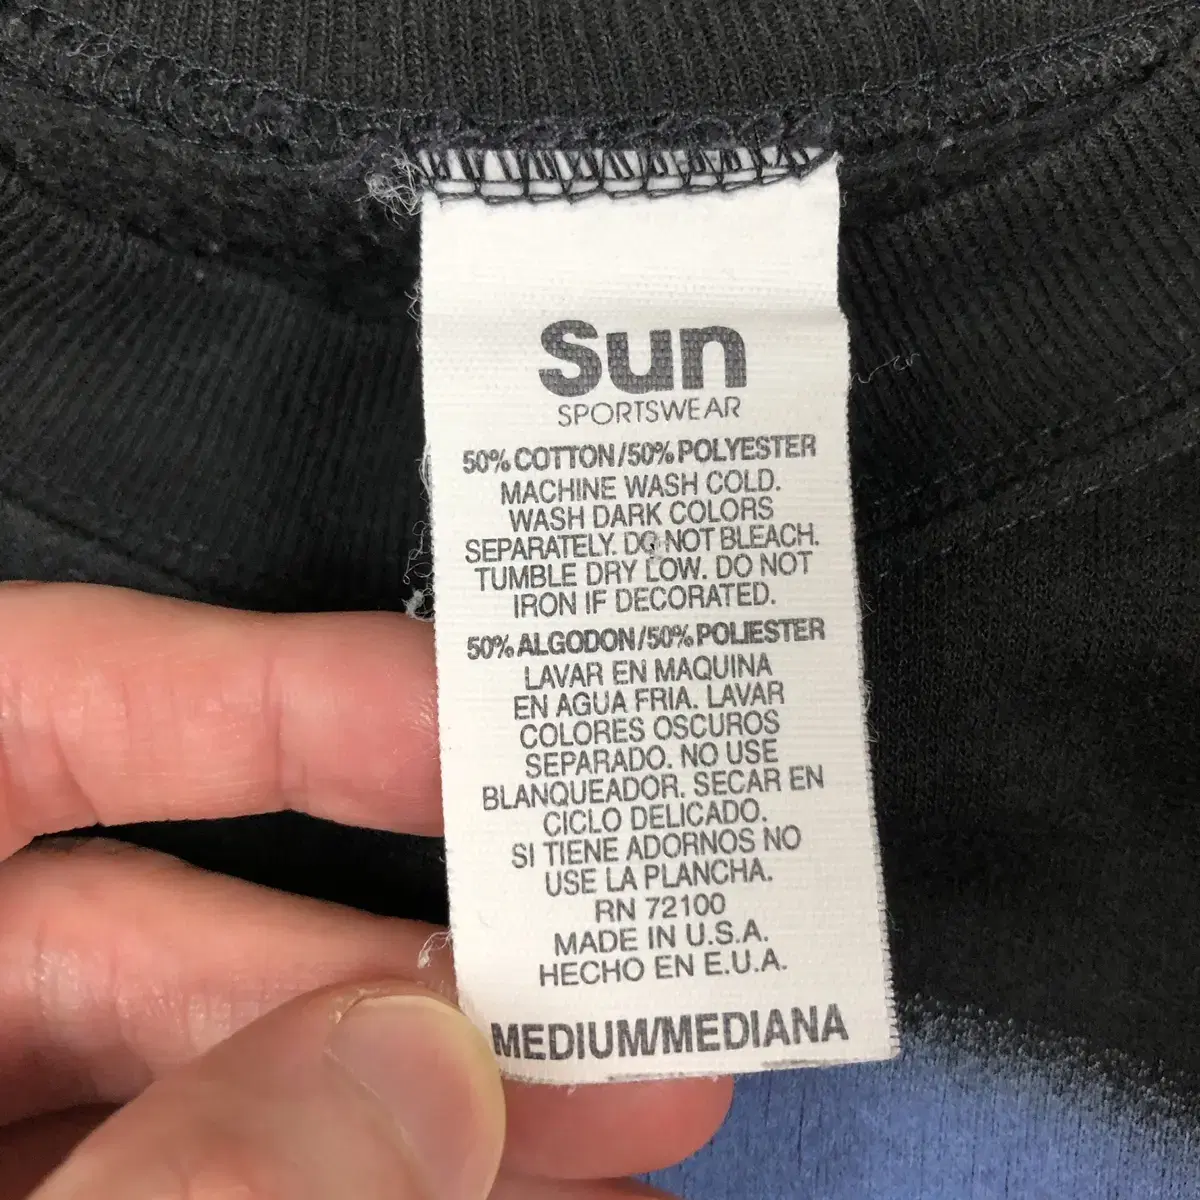 Sun
SPORTSWEAR
50% COTTON/50% POLYESTER
MACHINE WASH COLD.
WASH DARK COLORS
SEPARATELY. DO NOT BLEACH.
TUMBLE DRY LOW. DO NOT
IRON IF DECORATED.
50% ALGODON/50% POLIESTER
LAVAR EN MAQUINA
EN AGUA FRIA. LAVAR
COLORES OSCUROS
SEPARADO. NO USE
BLANQUEADOR. SECAR EN
CICLO DELICADO.
SI TIENE ADORNOS NO
USE LA PLANCHA.
RN 72100
MADE IN U.S.A.
HECHO EN E.U.A.
MEDIUM/MEDIANA